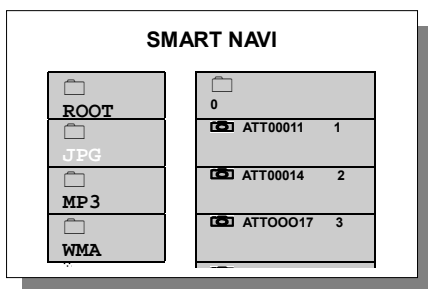 SMART NAVI
ROOT
JPG
MP3
WMA
0
ATT00011 1
ATT00014 2
ATTOOO17 3